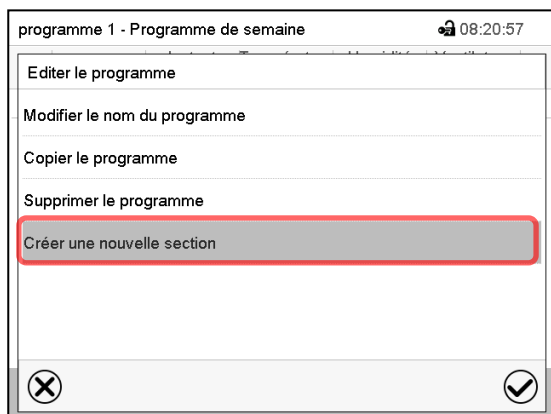 programme 1 - Programme de semaine 08:20:57
Editer le programme
Modifier le nom du programme
Copier le programme
Supprimer le programme
Créer une nouvelle section